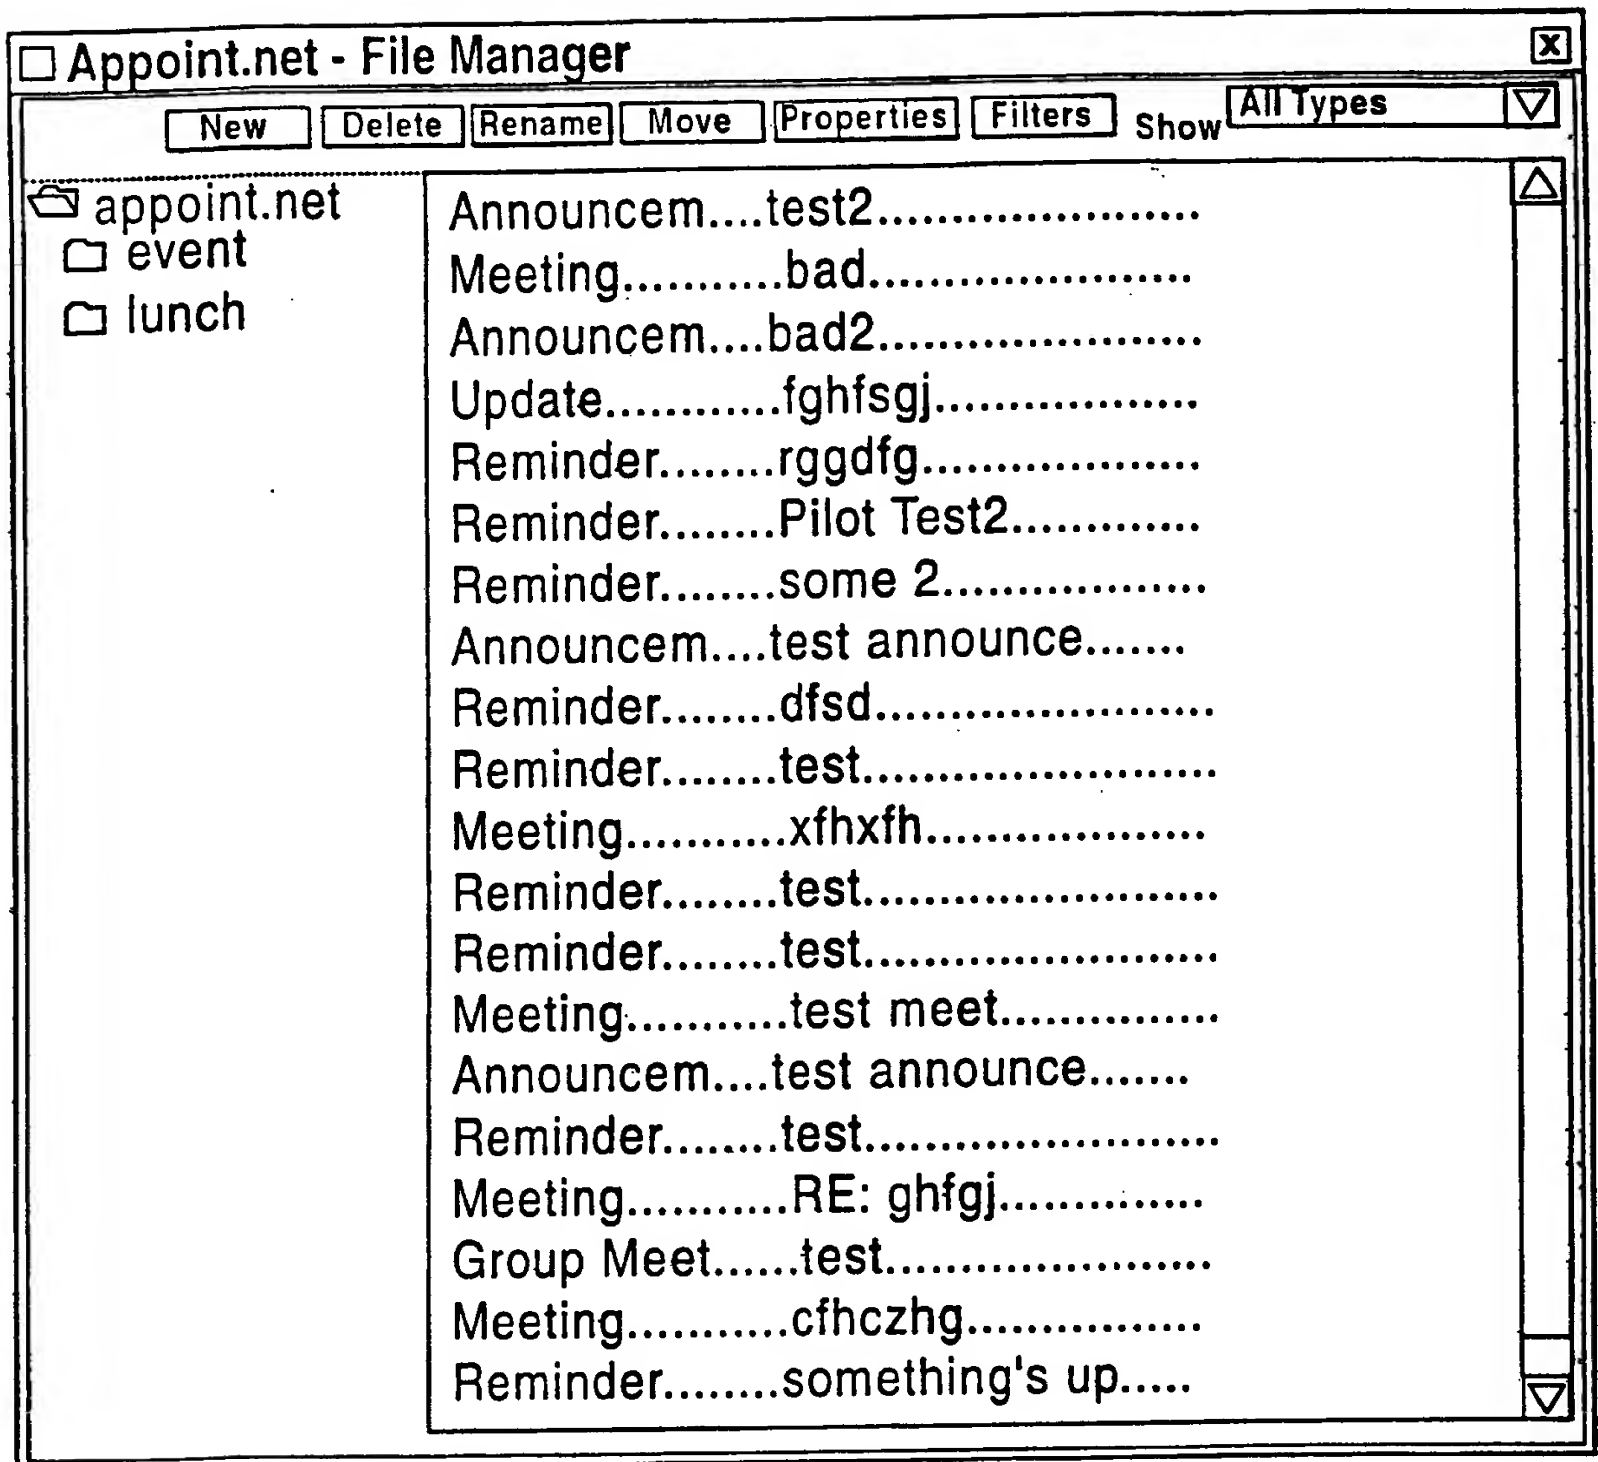 Appoint.net - File Manager
New Delete Rename Move Properties Filters Show All Types
appoint.net
event
lunch
Announcem....test2......................
Meeting...........bad......................
Announcem....bad2......................
Update............fghfsgj..................
Reminder........rggdfg...................
Reminder........Pilot Test2.............
Reminder........some 2..................
Announcem....test announce.......
Reminder........dfsd.......................
Reminder........test........................
Meeting...........xfhxfh...................
Reminder........test........................
Reminder........test........................
Meeting...........test meet...............
Announcem....test announce.......
Reminder........test........................
Meeting...........RE: ghfgj..............
Group Meet......test......................
Meeting...........cfhczhg................
Reminder........something's up.....